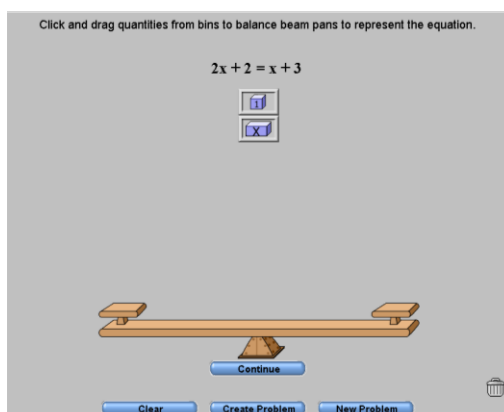 Click and drag quantities from bins to balance beam pans to represent the equation.
2x + 2 = x + 3
1
X
Continue
Clear
Create Problem
New Problem